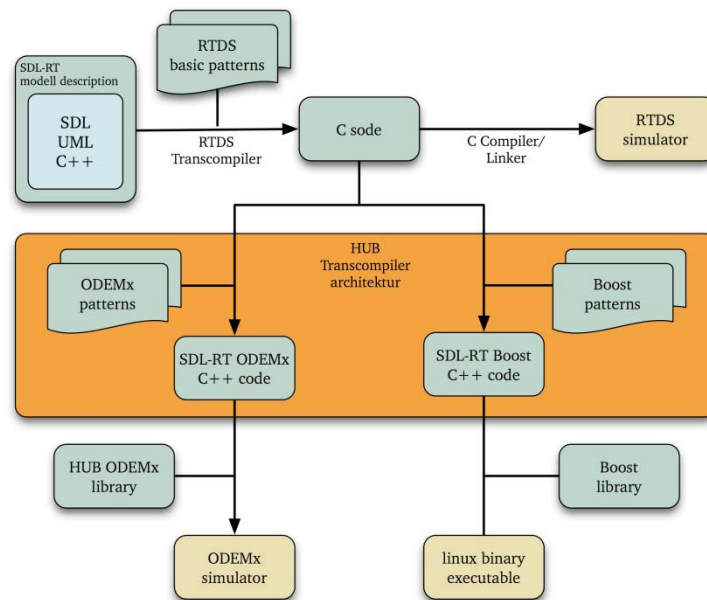 RTDS
basic patterns
SDL-RT
modell description
SDL
UML
C++
RTDS
Transcompiler
C sode
C Compiler/
Linker
RTDS
simulator
HUB
Transcompiler
architektur
ODEMx
patterns
Boost
patterns
SDL-RT ODEMx
C++ code
SDL-RT Boost
C++ code
HUB ODEMx
library
Boost
library
ODEMx
simulator
linux binary
executable